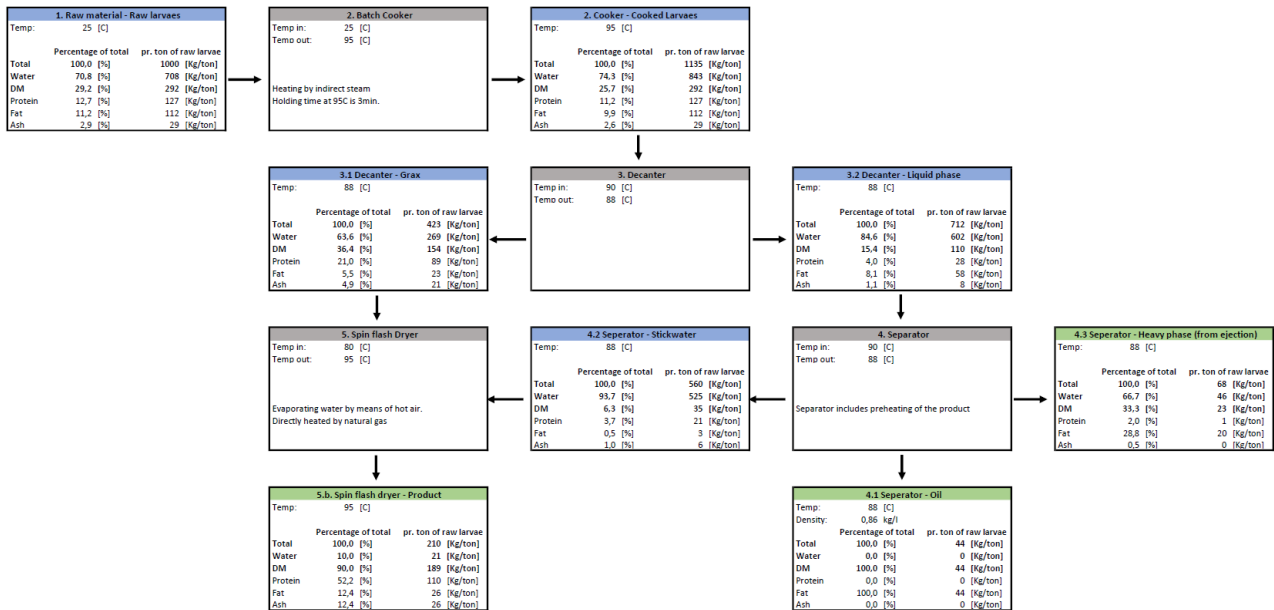 1. Raw material - Raw larvaes
Temp: 25 [C]
Percentage of total pr. ton of raw larvae
Total 100,0 [%] 1000 [Kg/ton]
Water 70,8 [%] 708 [Kg/ton]
DM 29,2 [%] 292 [Kg/ton]
Protein 12,7 [%] 127 [Kg/ton]
Fat 11,2 [%] 112 [Kg/ton]
Ash 2,9 [%] 29 [Kg/ton]
2. Batch Cooker
Temp in: 25 [C]
Temp out: 95 [C]
Heating by indirect steam
Holding time at 95C is 3min.
2. Cooker - Cooked Larvaes
Temp: 95 [C]
Percentage of total pr. ton of raw larvae
Total 100,0 [%] 1135 [Kg/ton]
Water 74,3 [%] 843 [Kg/ton]
DM 25,7 [%] 292 [Kg/ton]
Protein 11,2 [%] 127 [Kg/ton]
Fat 9,9 [%] 112 [Kg/ton]
Ash 2,6 [%] 29 [Kg/ton]
3.1 Decanter - Grax
Temp: 88 [C]
Percentage of total pr. ton of raw larvae
Total 100,0 [%] 423 [Kg/ton]
Water 63,6 [%] 269 [Kg/ton]
DM 36,4 [%] 154 [Kg/ton]
Protein 21,0 [%] 89 [Kg/ton]
Fat 5,5 [%] 23 [Kg/ton]
Ash 4,9 [%] 21 [Kg/ton]
3. Decanter
Temp in: 90 [C]
Temp out: 88 [C]
3.2 Decanter - Liquid phase
Temp: 88 [C]
Percentage of total pr. ton of raw larvae
Total 100,0 [%] 712 [Kg/ton]
Water 84,6 [%] 602 [Kg/ton]
DM 15,4 [%] 110 [Kg/ton]
Protein 4,0 [%] 28 [Kg/ton]
Fat 8,1 [%] 58 [Kg/ton]
Ash 1,1 [%] 8 [Kg/ton]
5. Spin flash Dryer
Temp in: 80 [C]
Temp out: 95 [C]
Evaporating water by means of hot air.
Directly heated by natural gas
4.2 Seperator - Stickwater
Temp: 88 [C]
Percentage of total pr. ton of raw larvae
Total 100,0 [%] 560 [Kg/ton]
Water 93,7 [%] 525 [Kg/ton]
DM 6,3 [%] 35 [Kg/ton]
Protein 3,7 [%] 21 [Kg/ton]
Fat 0,5 [%] 3 [Kg/ton]
Ash 1,0 [%] 6 [Kg/ton]
4. Separator
Temp in: 90 [C]
Temp out: 88 [C]
Separator includes preheating of the product
4.3 Seperator - Heavy phase (from ejection)
Temp: 88 [C]
Percentage of total pr. ton of raw larvae
Total 100,0 [%] 68 [Kg/ton]
Water 66,7 [%] 46 [Kg/ton]
DM 33,3 [%] 23 [Kg/ton]
Protein 2,0 [%] 1 [Kg/ton]
Fat 28,8 [%] 20 [Kg/ton]
Ash 0,5 [%] 0 [Kg/ton]
5.b. Spin flash dryer - Product
Temp: 95 [C]
Percentage of total pr. ton of raw larvae
Total 100,0 [%] 210 [Kg/ton]
Water 10,0 [%] 21 [Kg/ton]
DM 90,0 [%] 189 [Kg/ton]
Protein 52,2 [%] 110 [Kg/ton]
Fat 12,4 [%] 26 [Kg/ton]
Ash 12,4 [%] 26 [Kg/ton]
4.1 Seperator - Oil
Temp: 88 [C]
Density: 0,86 kg/l
Percentage of total pr. ton of raw larvae
Total 100,0 [%] 44 [Kg/ton]
Water 0,0 [%] 0 [Kg/ton]
DM 100,0 [%] 44 [Kg/ton]
Protein 0,0 [%] 0 [Kg/ton]
Fat 100,0 [%] 44 [Kg/ton]
Ash 0,0 [%] 0 [Kg/ton]